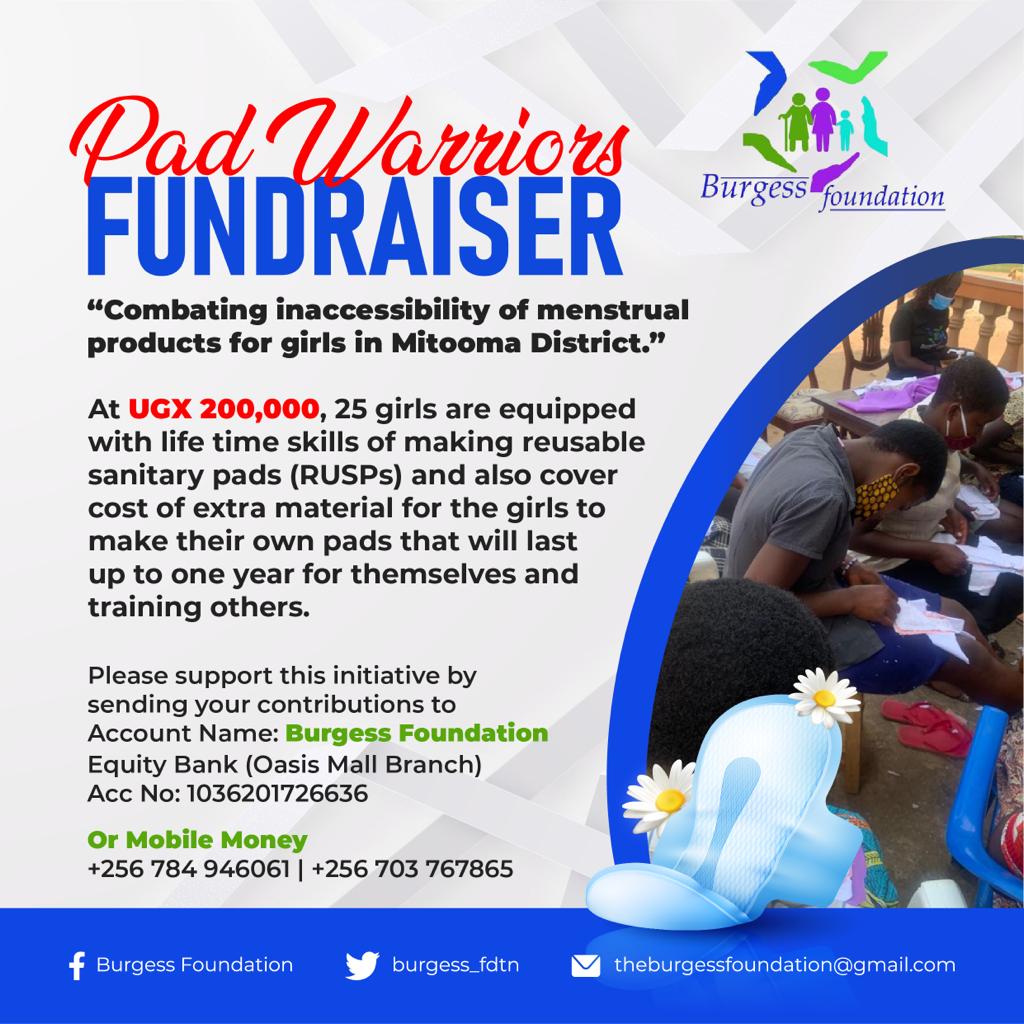 Pad Warriors
FUNDRAISER
Burgess
foundation
“Combating inaccessibility of menstrual
products for girls in Mitooma District.”
At UGX 200,000, 25 girls are equipped
with life time skills of making reusable
sanitary pads (RUSPs) and also cover
cost of extra material for the girls to
make their own pads that will last
up to one year for themselves and
training others.
Please support this initiative by
sending your contributions to
Account Name: Burgess Foundation
Equity Bank (Oasis Mall Branch)
Acc No: 1036201726636
Or Mobile Money
+256 784 946061 | +256 703 767865
Burgess Foundation
burgess_fdtn
theburgessfoundation@gmail.com